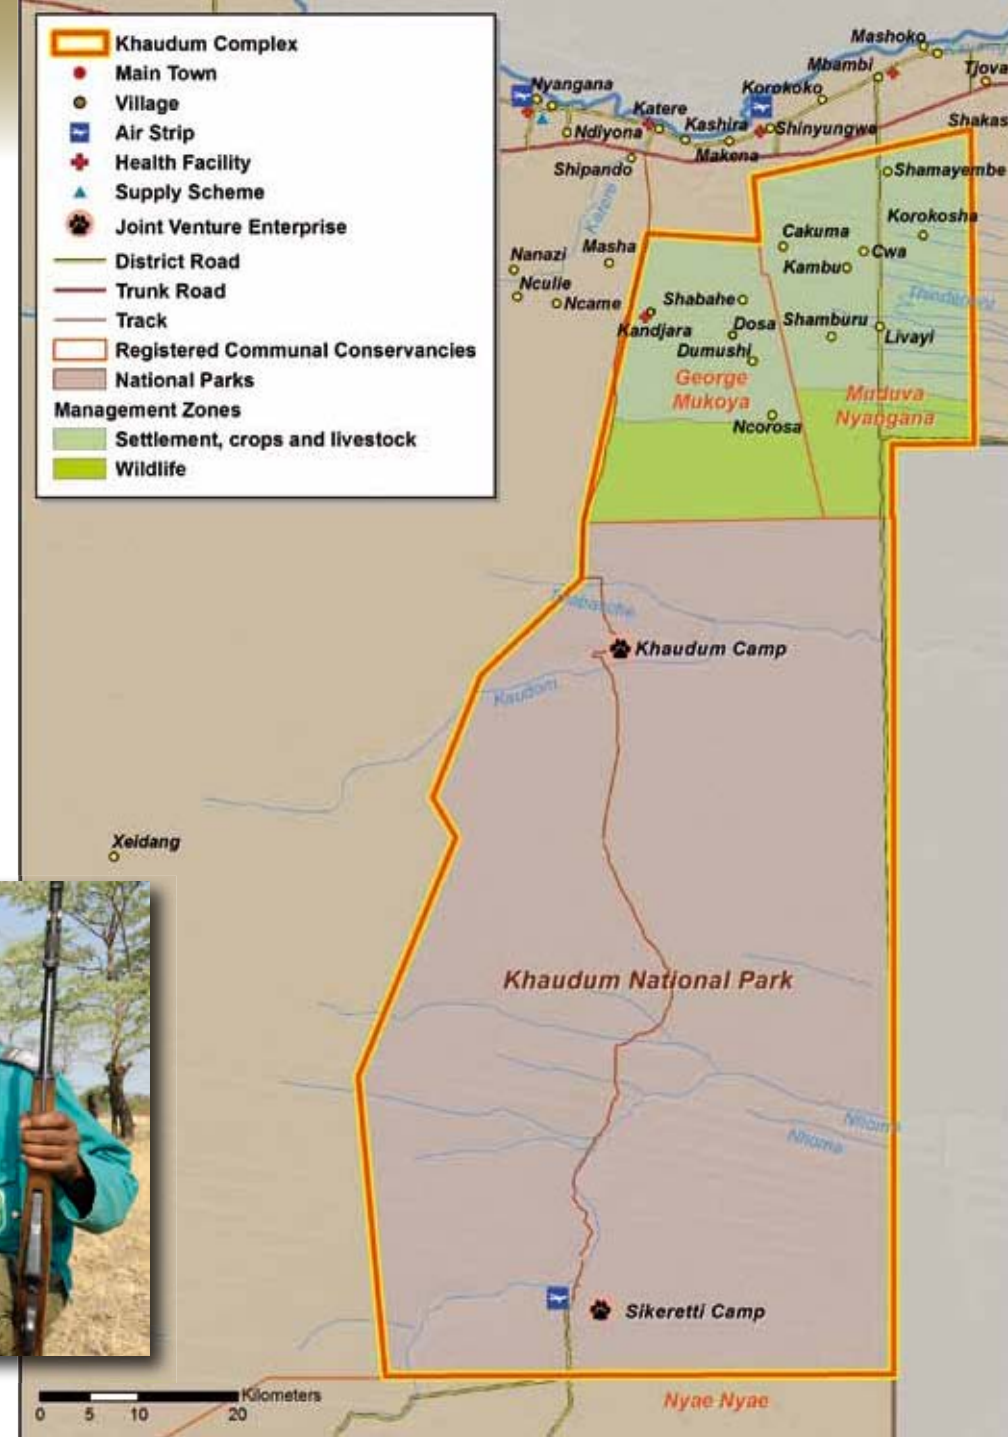 Khaudum Complex
Main Town
Village
Air Strip
Health Facility
Supply Scheme
Joint Venture Enterprise
District Road
Trunk Road
Track
Registered Communal Conservancies
National Parks
Management Zones
Settlement, crops and livestock
Wildlife
Mashoko
Mbambi
Tjova
Nyangana
Korokoko
Katere
Ndiyona
Kashira
Shinyungwe
Shakas
Makena
Shipando
Shamayembe
Katere
Korokosha
Cakuma
Masha
Nanazi
Cwa
Kambu
Nculie
Ncame
Shabahe
Kandjara
Dosa
Shamburu
Livayi
Dumushi
George
Mukoya
Muduva
Nyangana
Ncorosa
Khaudum Camp
Kaudom
Xeidang
Khaudum National Park
Nhoma
Nhoma
Sikeretti Camp
Nyae Nyae
Kilometers
0 5 10 20